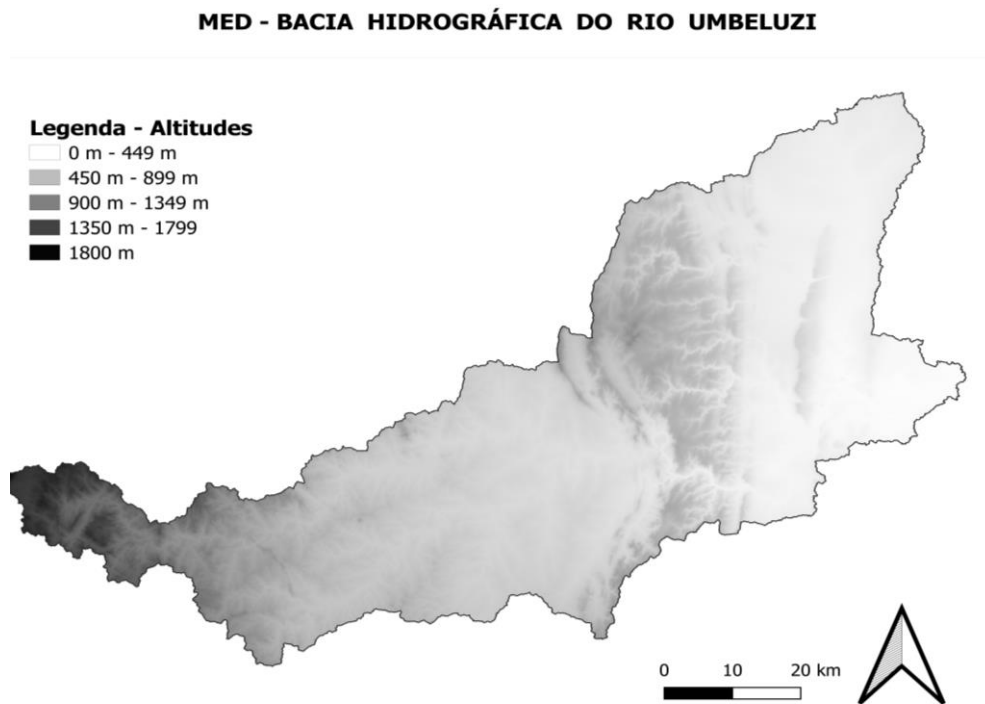 MED - BACIA HIDROGRÁFICA DO RIO UMBELUZI
Legenda - Altitudes
0 m - 449 m
450 m - 899 m
900 m - 1349 m
1350 m - 1799
1800 m
0 10 20 km